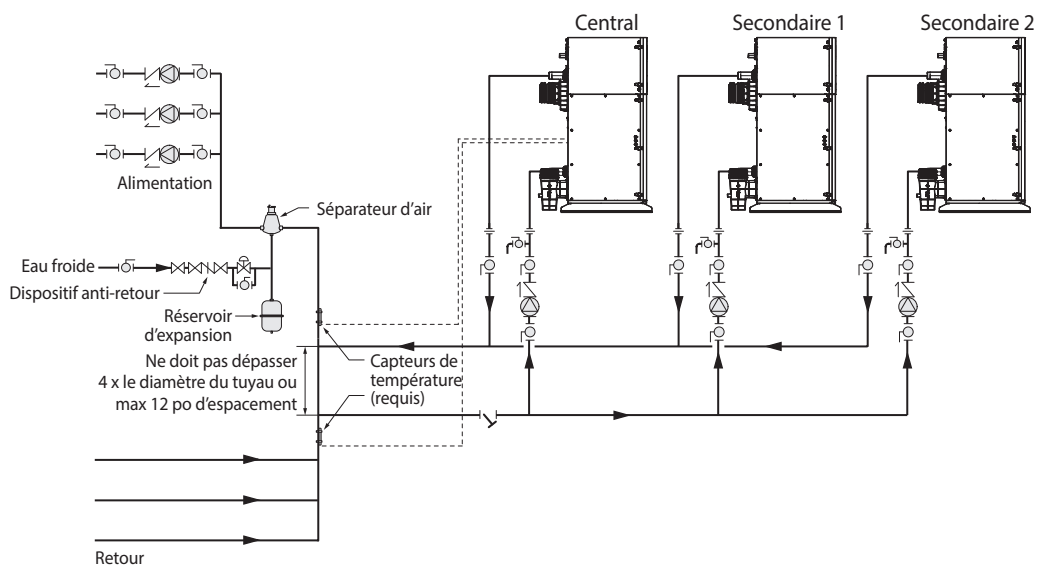 Central
Secondaire 1
Secondaire 2
Alimentation
Séparateur d'air
Eau froide
Dispositif anti-retour
Réservoir
d'expansion
Ne doit pas dépasser
4 x le diamètre du tuyau ou
max 12 po d'espacement
Capteurs de
température
(requis)
Retour